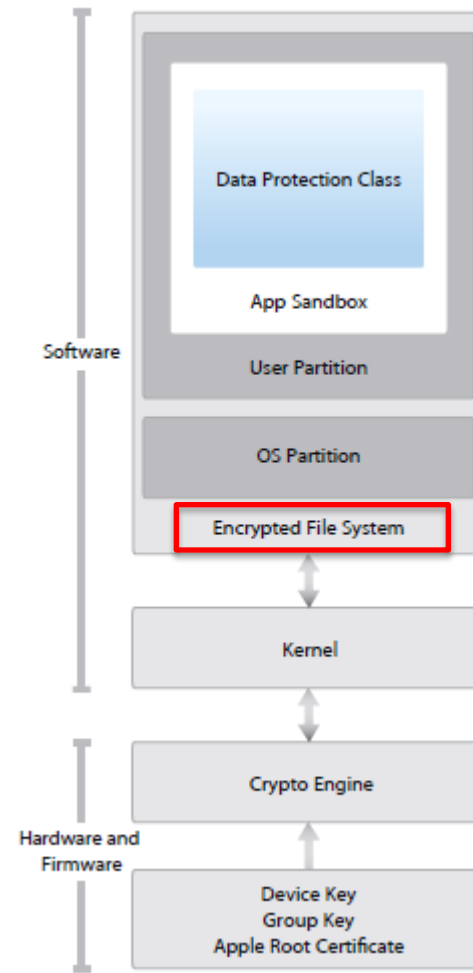 Data Protection Class
App Sandbox
Software
User Partition
OS Partition
Encrypted File System
Kernel
Crypto Engine
Hardware and
Firmware
Device Key
Group Key
Apple Root Certificate